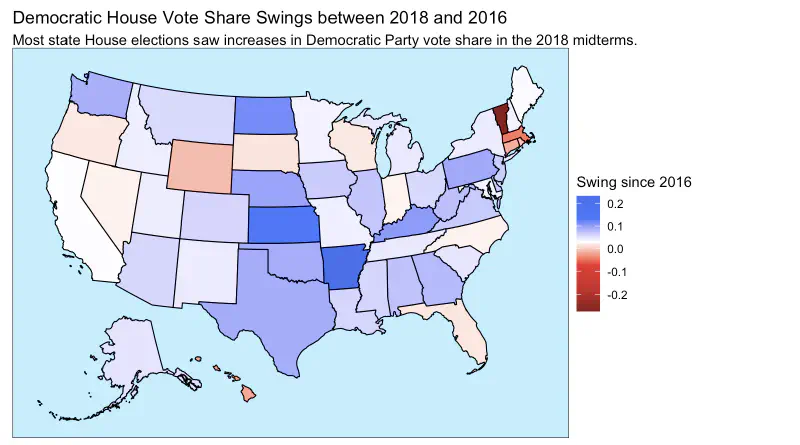 Democratic House Vote Share Swings between 2018 and 2016
Most state House elections saw increases in Democratic Party vote share in the 2018 midterms.
Swing since 2016
0.2
0.1
0.0
-0.1
-0.2